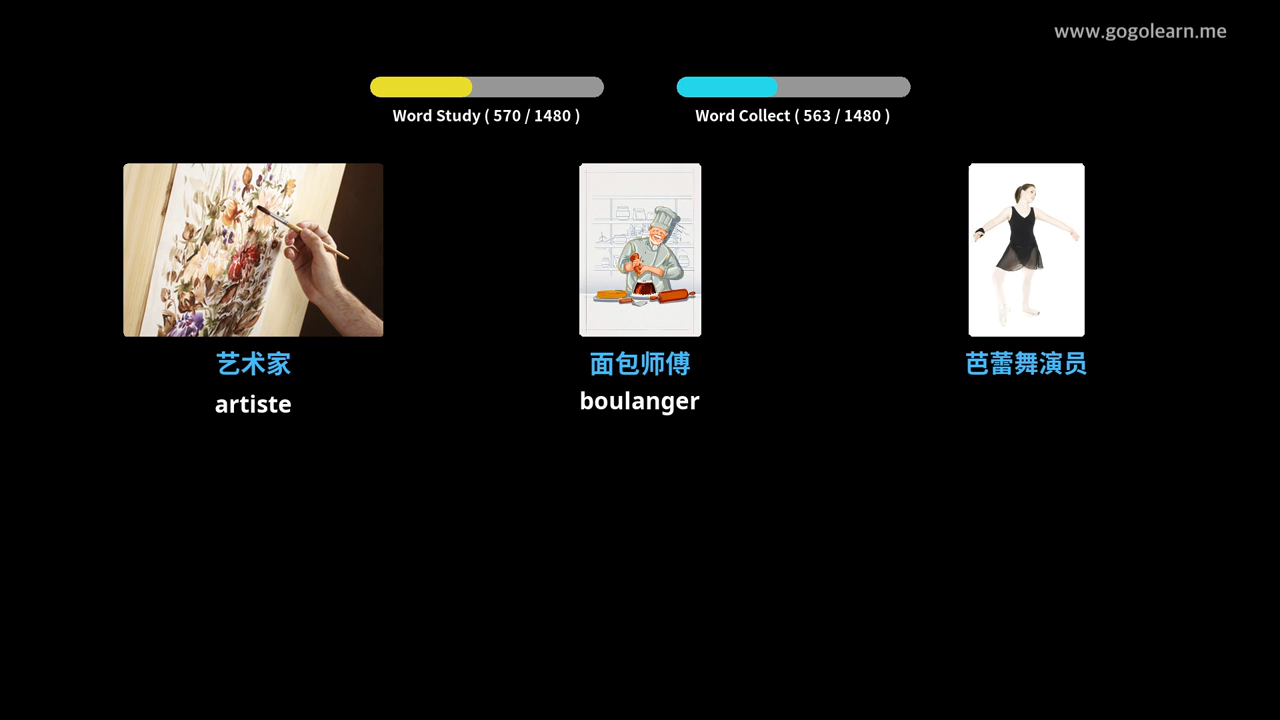 www.gogolearn.me
Word Study ( 570 / 1480 )
Word Collect ( 563 / 1480 )
艺术家
面包师傅
芭蕾舞演员
artiste
boulanger